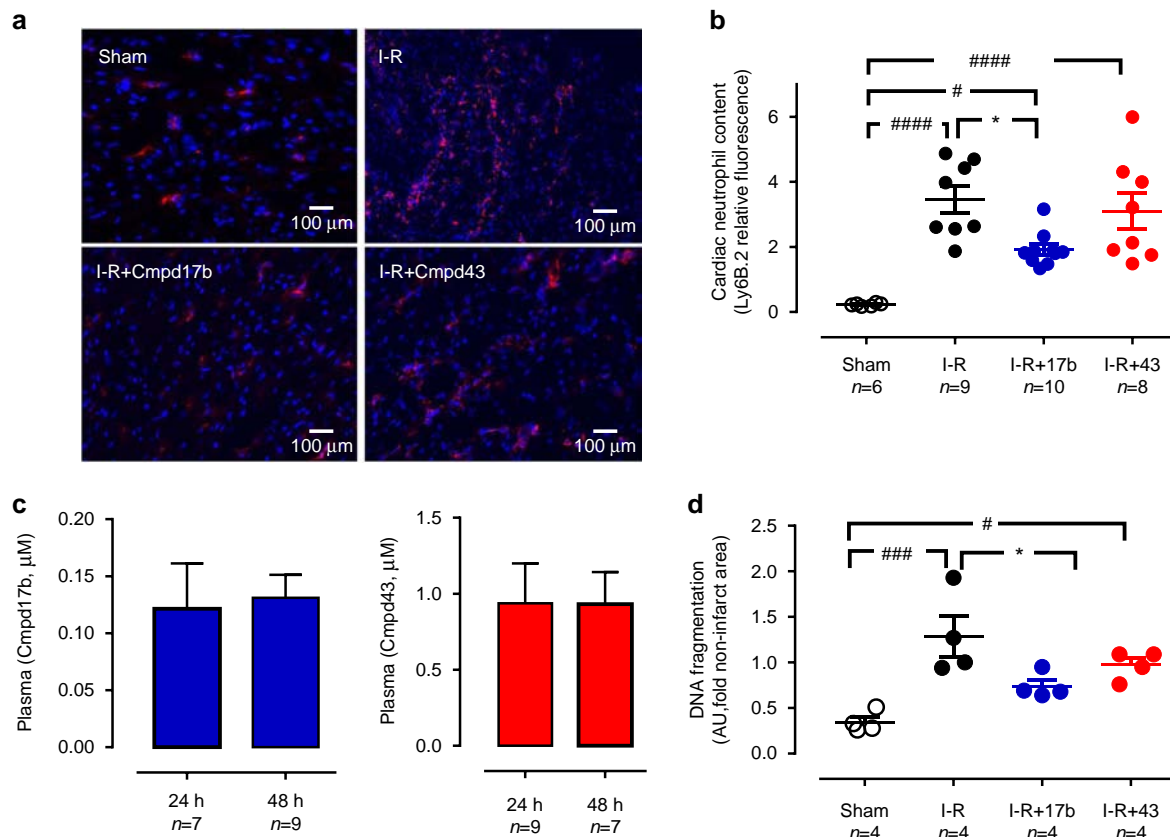 a
Sham
I-R
100 μm
100 μm
I-R+Cmpd17b
I-R+Cmpd43
100 μm
100 μm
b
Cardiac neutrophil content
(Ly6B.2 relative fluorescence)
6
4
2
0
####
#
####
*
Sham
n=6
I-R
n=9
I-R+17b
n=10
I-R+43
n=8
c
Plasma (Cmpd17b, μM)
0.20
0.15
0.10
0.05
0.00
24 h
n=7
48 h
n=9
Plasma (Cmpd43, μM)
1.5
1.0
0.5
0.0
24 h
n=9
48 h
n=7
d
DNA fragmentation
(AU,fold non-infarct area)
2.5
2.0
1.5
1.0
0.5
0.0
#
###
*
Sham
n=4
I-R
n=4
I-R+17b
n=4
I-R+43
n=4